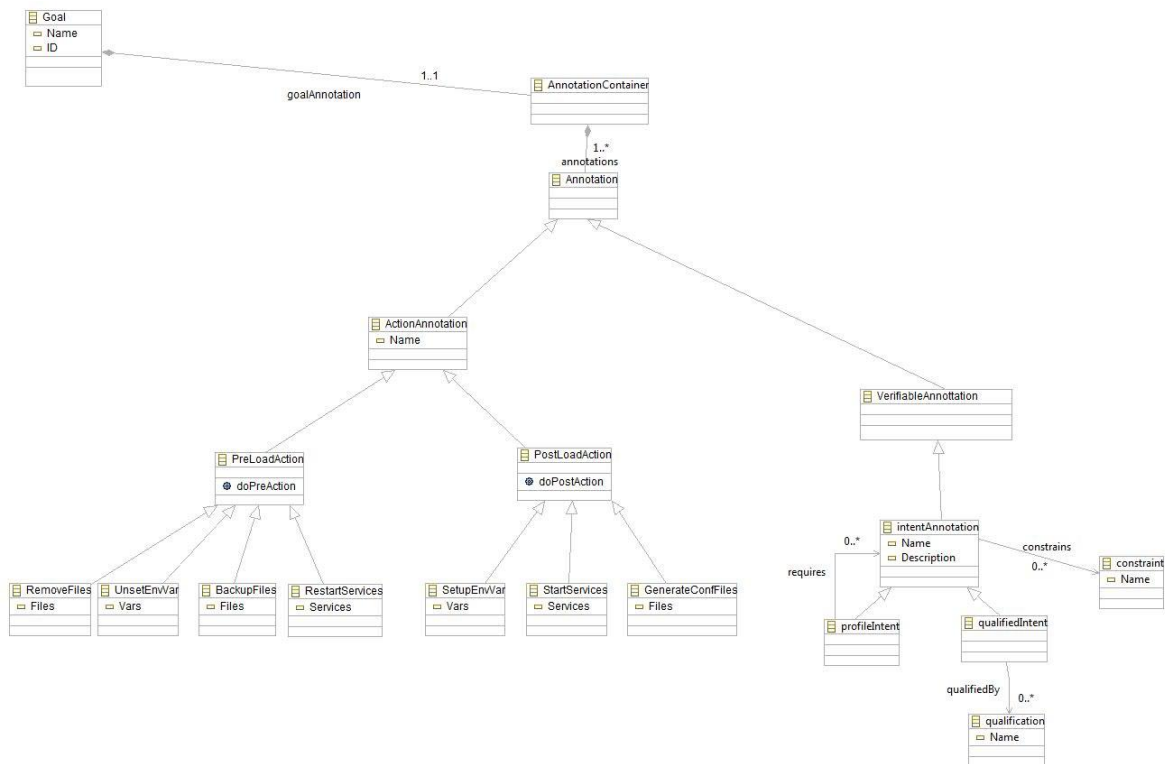 Goal
Name
ID
1..1
goalAnnotation
AnnotationContainer
1..*
annotations
Annotation
ActionAnnotation
Name
VerifiableAnnottation
PreLoadAction
doPreAction
PostLoadAction
doPostAction
intentAnnotation
Name
Description
0..*
requires
constrains
0..*
constraint
Name
RemoveFiles
Files
UnsetEnvVar
Vars
BackupFiles
Files
RestartServices
Services
SetupEnvVar
Vars
StartServices
Services
GenerateConfFiles
Files
profileIntent
qualifiedIntent
qualifiedBy
0..*
qualification
Name